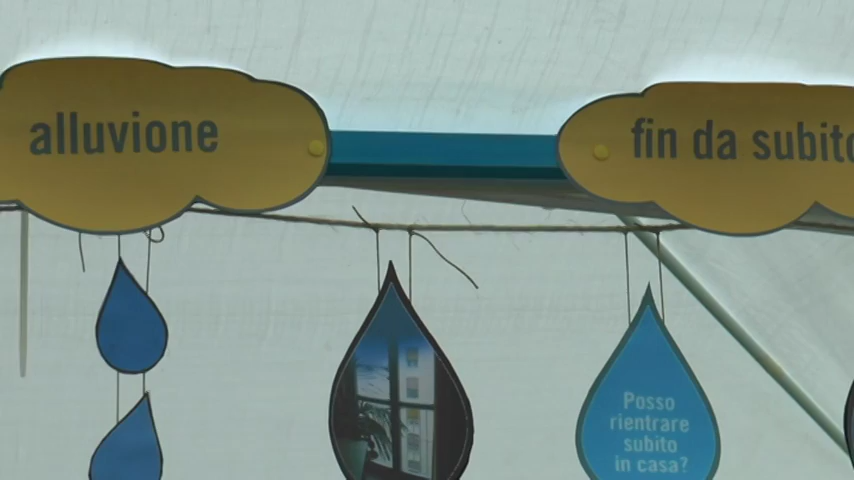 alluvione
fin da subito
Posso
rientrare
subito
in casa?